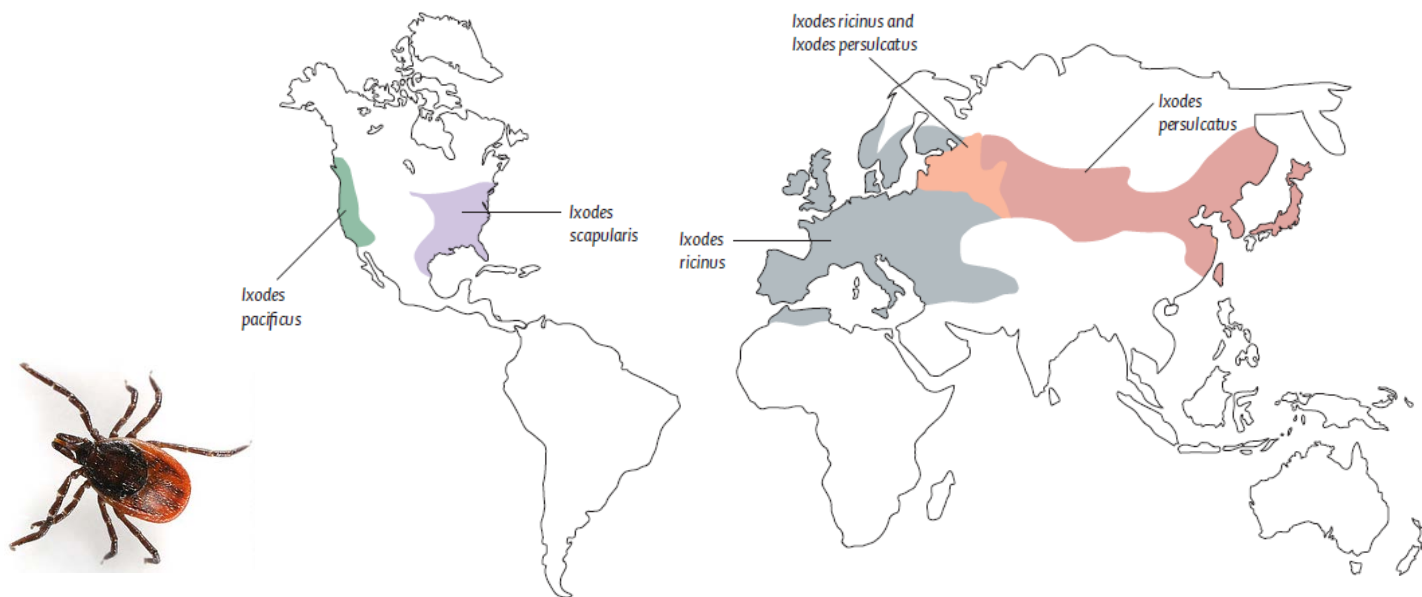 Ixodes ricinus and
Ixodes persulcatus
Ixodes
persulcatus
Ixodes
scapularis
Ixodes
ricinus
Ixodes
pacificus